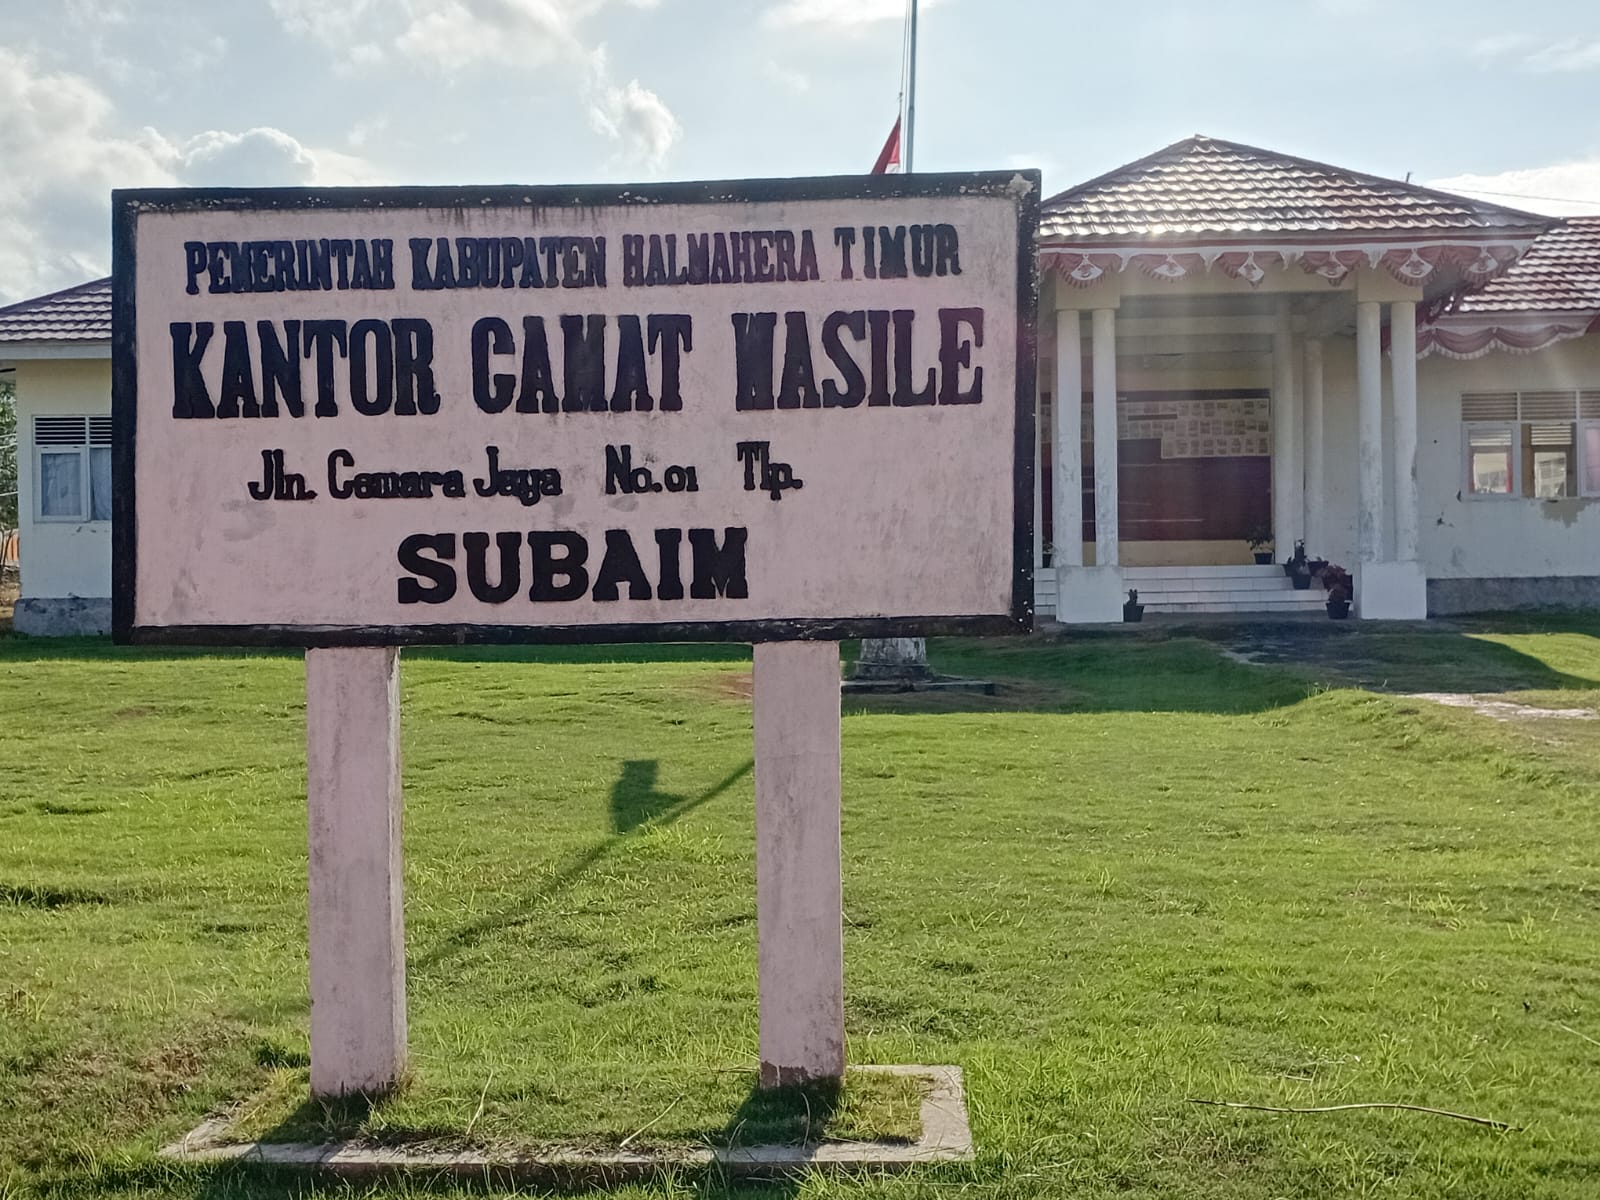 PEMERINTAH KABUPATEN HALMAHERA TIMUR
KANTOR CAMAT WASILE
Jln. Cemara Jaya No.01 Tlp.
SUBAIM